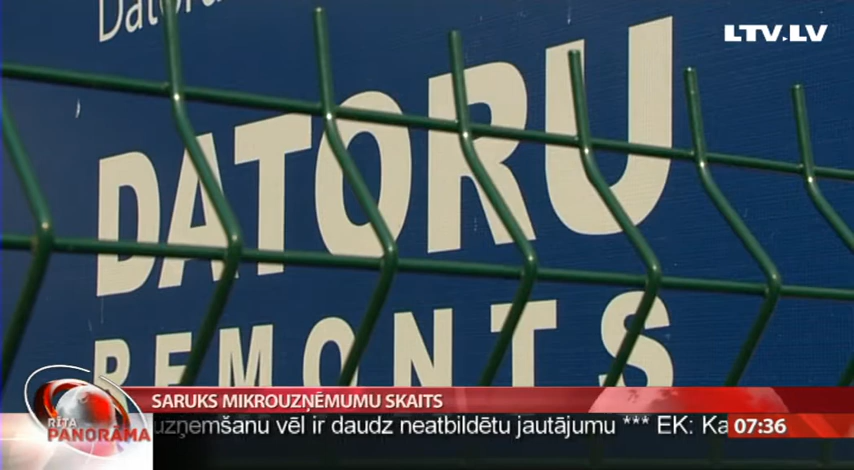 LTV.LV
DATORU
REMONTS
SARUKS MIKROUZŅĒMUMU SKAITS
RĪTA
PANORĀMA
uzņemšanu vēl ir daudz neatbildētu jautājumu *** EK: Ka
07:36